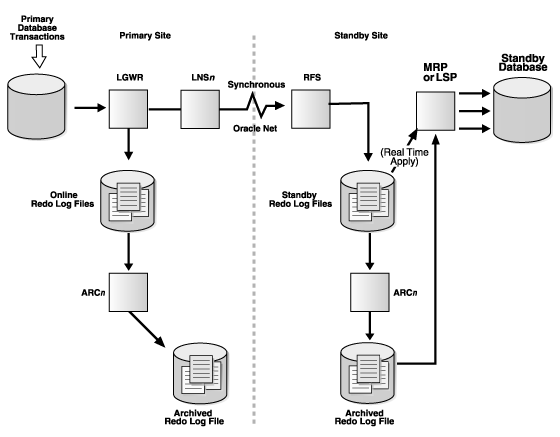 Primary
Database
Transactions
Primary Site
Standby Site
LGWR
LNSn
Synchronous
Oracle Net
RFS
MRP
or LSP
Standby
Database
(Real Time
Apply)
Online
Redo Log Files
Standby
Redo Log Files
ARCn
ARCn
Archived
Redo Log File
Archived
Redo Log File